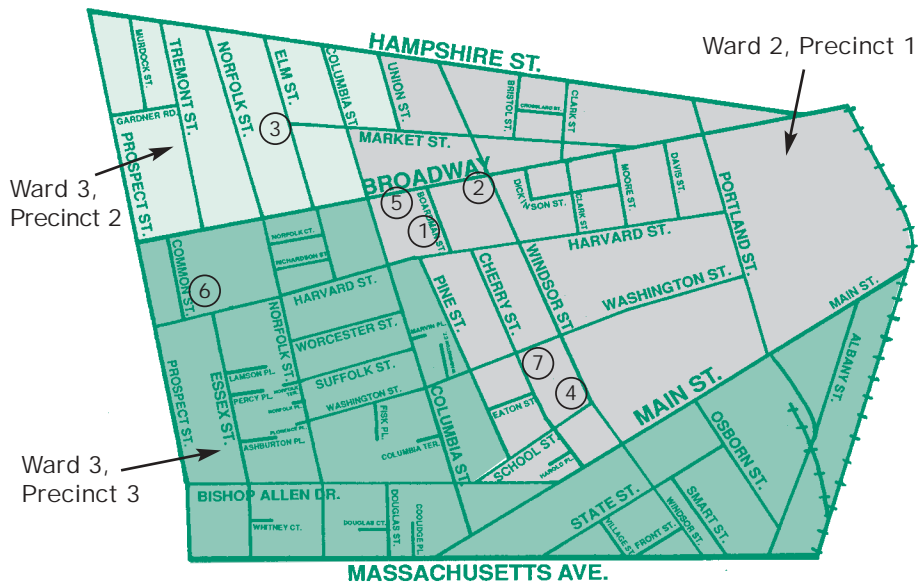 HAMPSHIRE ST.
Ward 2, Precinct 1
MURDOCK ST.
TREMONT ST.
NORFOLK ST.
ELM ST.
COLUMBIA ST.
UNION ST.
BRISTOL ST.
CROSSLAND ST.
CLARK ST.
GARDNER RD.
PROSPECT ST.
3
MARKET ST.
BROADWAY
Ward 3,
Precinct 2
5
BOARDMAN ST.
2
1
DICKINSON ST.
CLARK ST.
MOORE ST.
DAVIS ST.
PORTLAND ST.
COMMON ST.
6
NORFOLK CT.
RICHARDSON ST.
HARVARD ST.
HARVARD ST.
PINE ST.
CHERRY ST.
WINDSOR ST.
WASHINGTON ST.
MAIN ST.
PROSPECT ST.
ESSEX ST.
NORFOLK ST.
WORCESTER ST.
MARVIN PL.
SUFFOLK ST.
LAMSON PL.
PERCY PL.
NORFOLK TER.
NORFOLK PL.
WASHINGTON ST.
FISK PL.
FLORENCE PL.
ASHBURTON PL.
COLUMBIA TER.
COLUMBIA ST.
7
4
EATON ST.
SCHOOL ST.
HAROLD PL.
MAIN ST.
ALBANY ST.
OSBORN ST.
Ward 3,
Precinct 3
BISHOP ALLEN DR.
WHITNEY CT.
DOUGLAS CT.
DOUGLAS ST.
STATE ST.
VILLAGE ST.
FRONT ST.
WINDSOR ST.
SMART ST.
MASSACHUSETTS AVE.